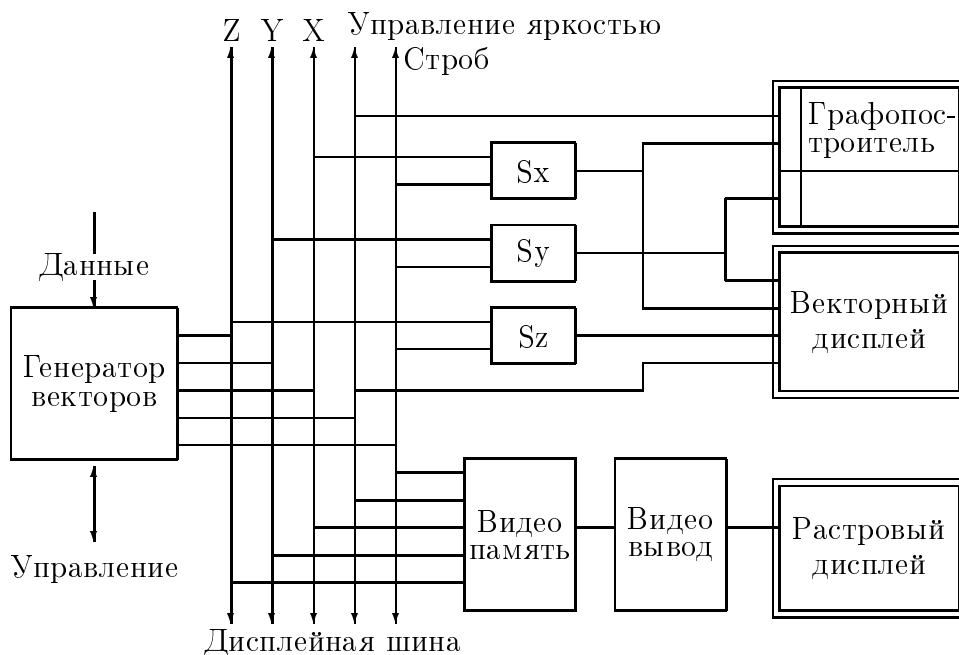 Z Y X Управление яркостью
Строб
Графопос-
троитель
Sx
Sy
Данные
Векторный
дисплей
Sz
Генератор
векторов
Видео
память
Видео
вывод
Растровый
дисплей
Управление
Дисплейная шина